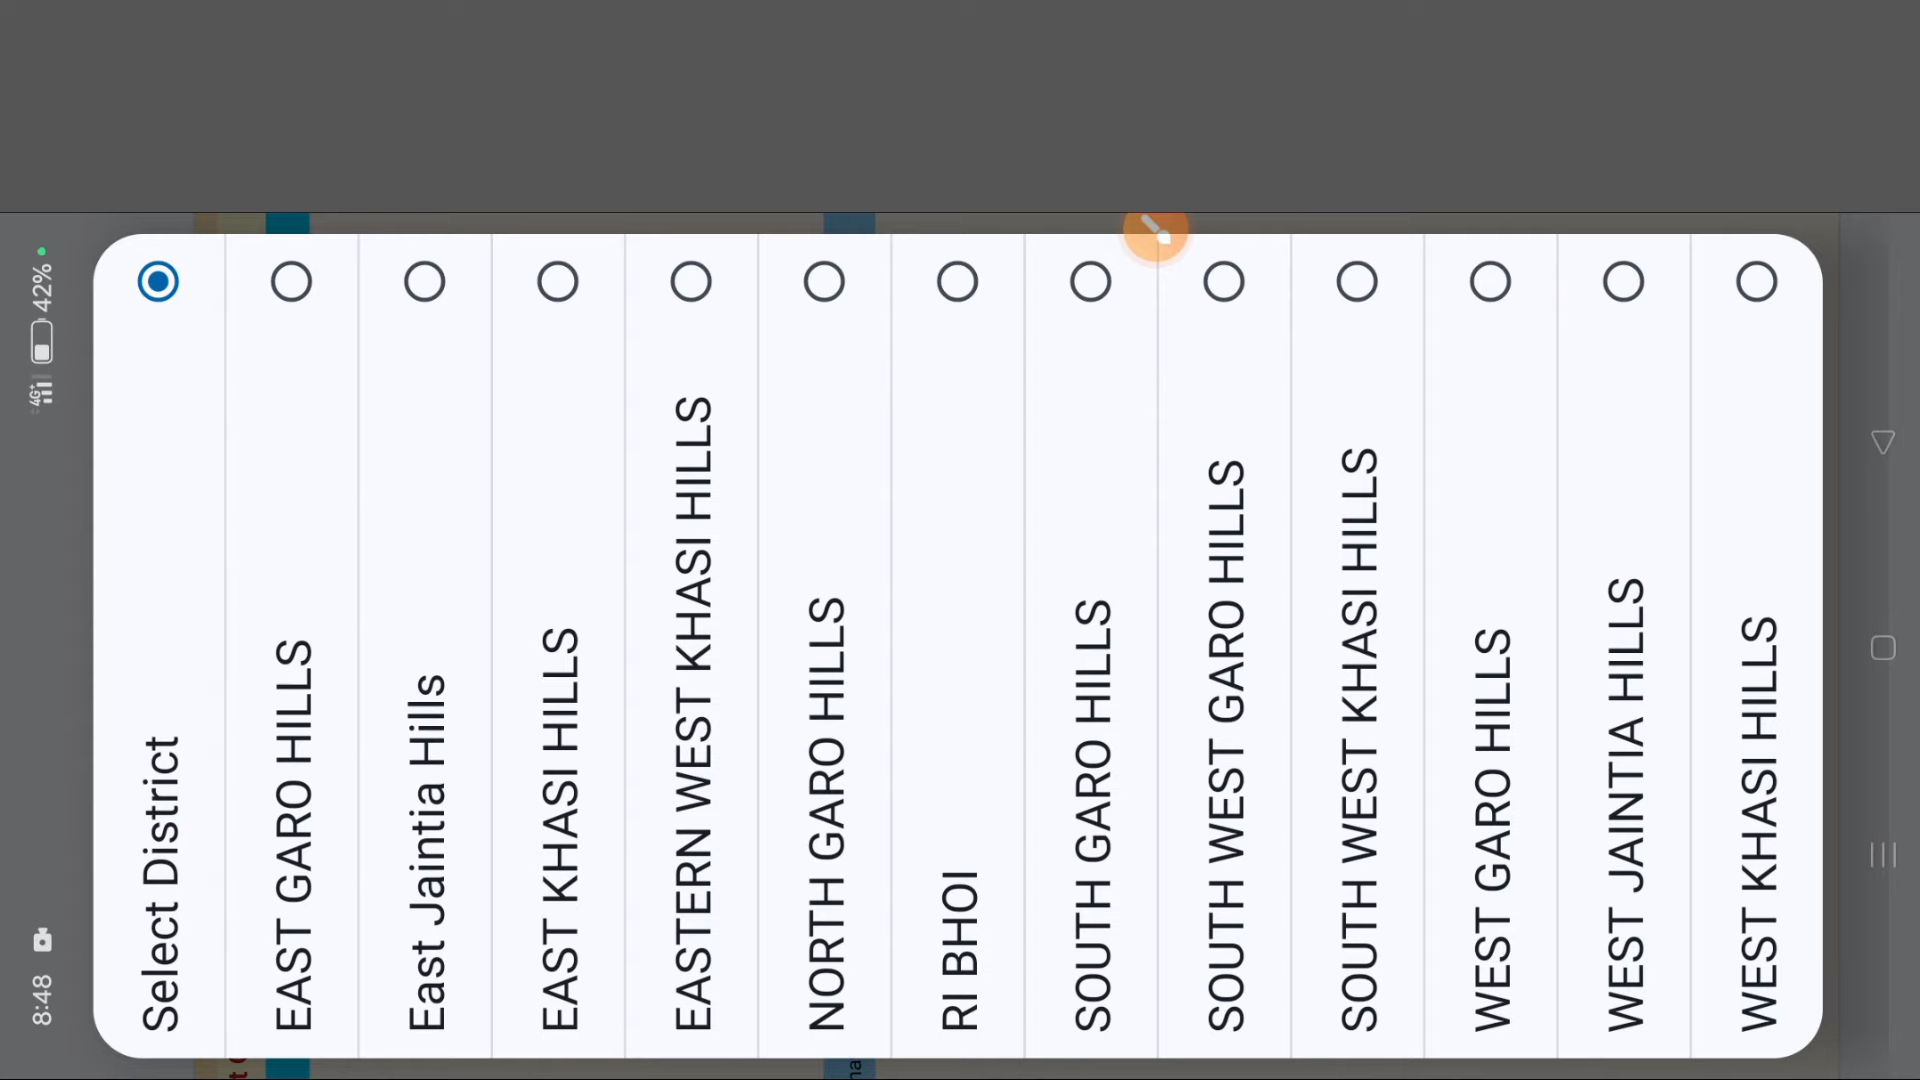 8:48
4G+
42%
Select District
EAST GARO HILLS
East Jaintia Hills
EAST KHASI HILLS
EASTERN WEST KHASI HILLS
NORTH GARO HILLS
RI BHOI
SOUTH GARO HILLS
SOUTH WEST GARO HILLS
SOUTH WEST KHASI HILLS
WEST GARO HILLS
WEST JAINTIA HILLS
WEST KHASI HILLS